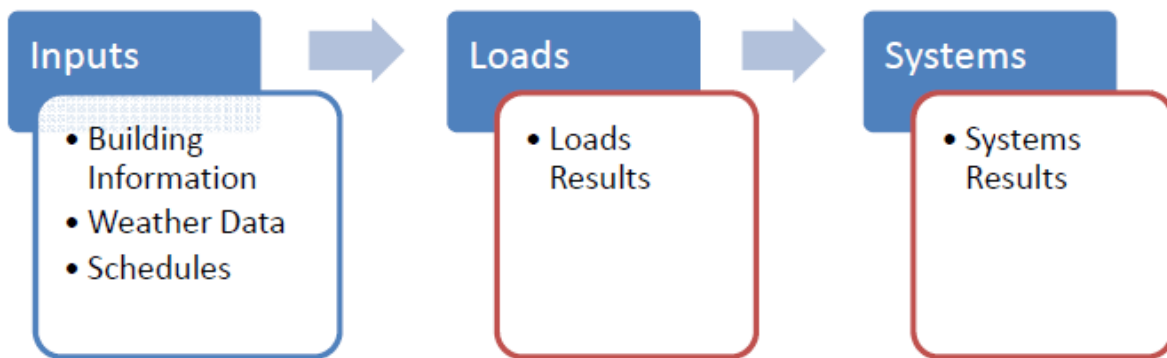 Inputs
• Building
Information
• Weather Data
• Schedules
Loads
• Loads
Results
Systems
• Systems
Results